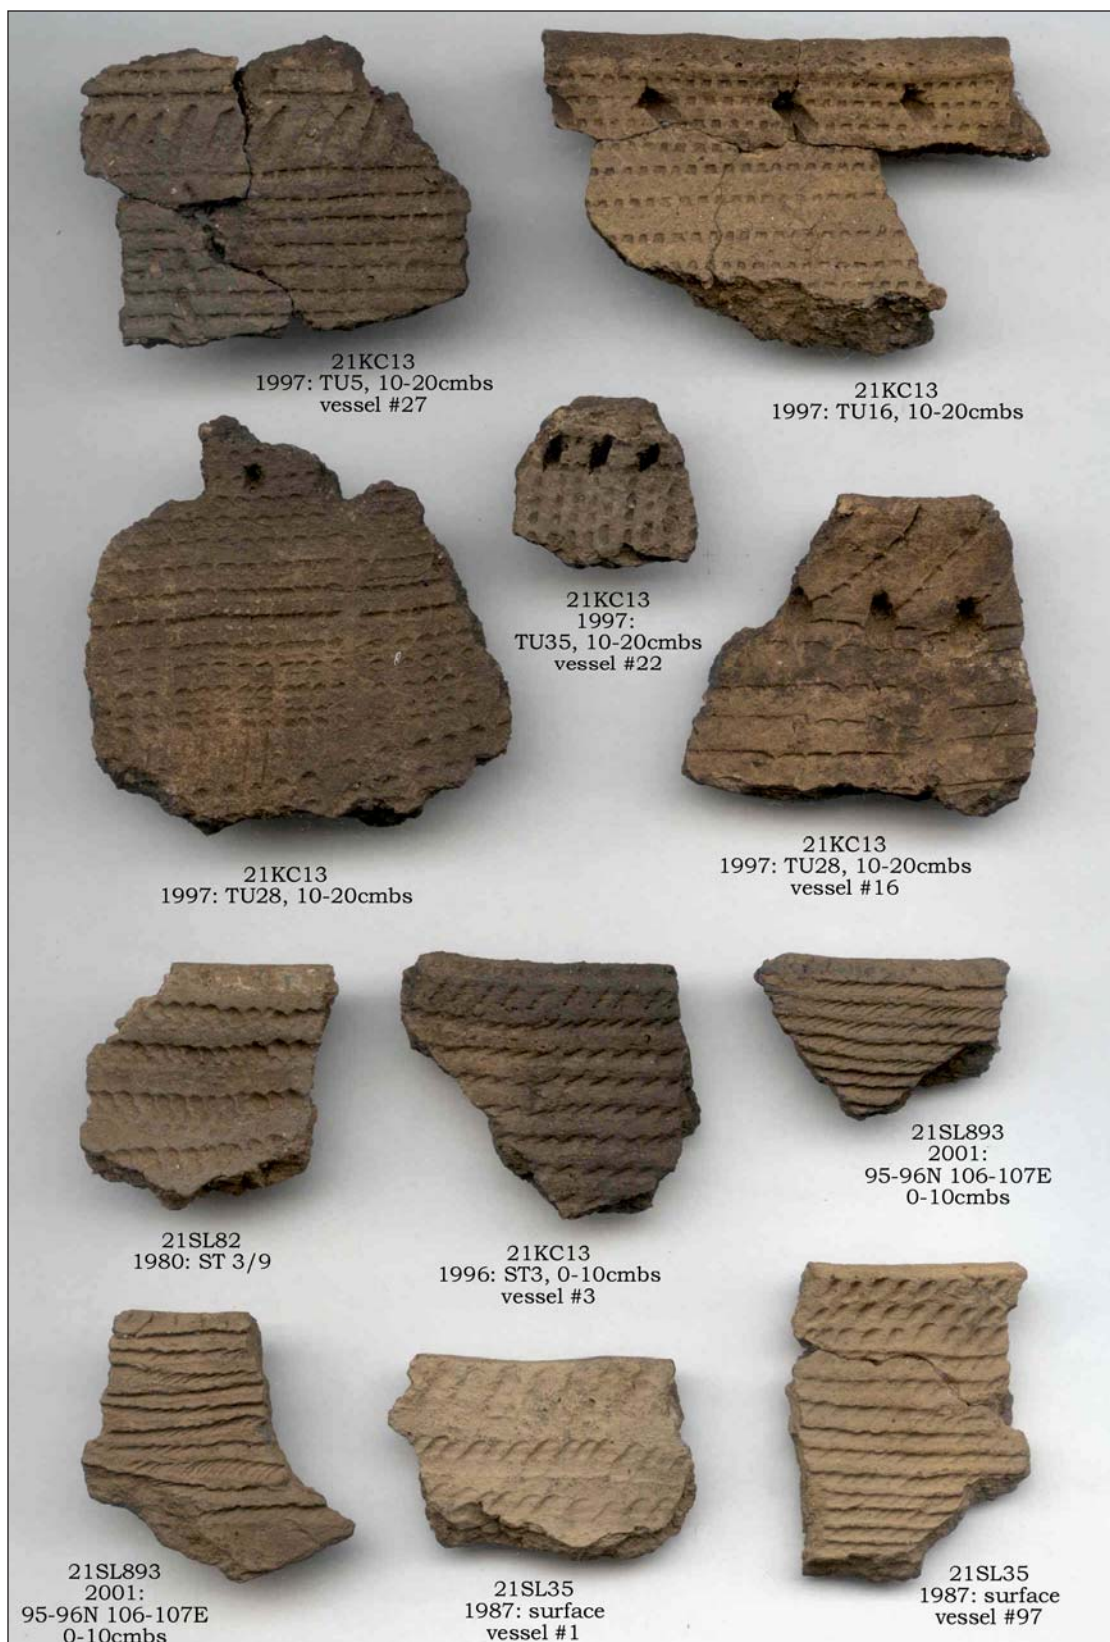 21KC13
1997: TU5, 10-20cmbs
vessel #27
21KC13
1997: TU16, 10-20cmbs
21KC13
1997:
TU35, 10-20cmbs
vessel #22
21KC13
1997: TU28, 10-20cmbs
21KC13
1997: TU28, 10-20cmbs
vessel #16
21SL82
1980: ST 3/9
21KC13
1996: ST3, 0-10cmbs
vessel #3
21SL893
2001:
95-96N 106-107E
0-10cmbs
21SL893
2001:
95-96N 106-107E
0-10cmbs
21SL35
1987: surface
vessel #1
21SL35
1987: surface
vessel #97